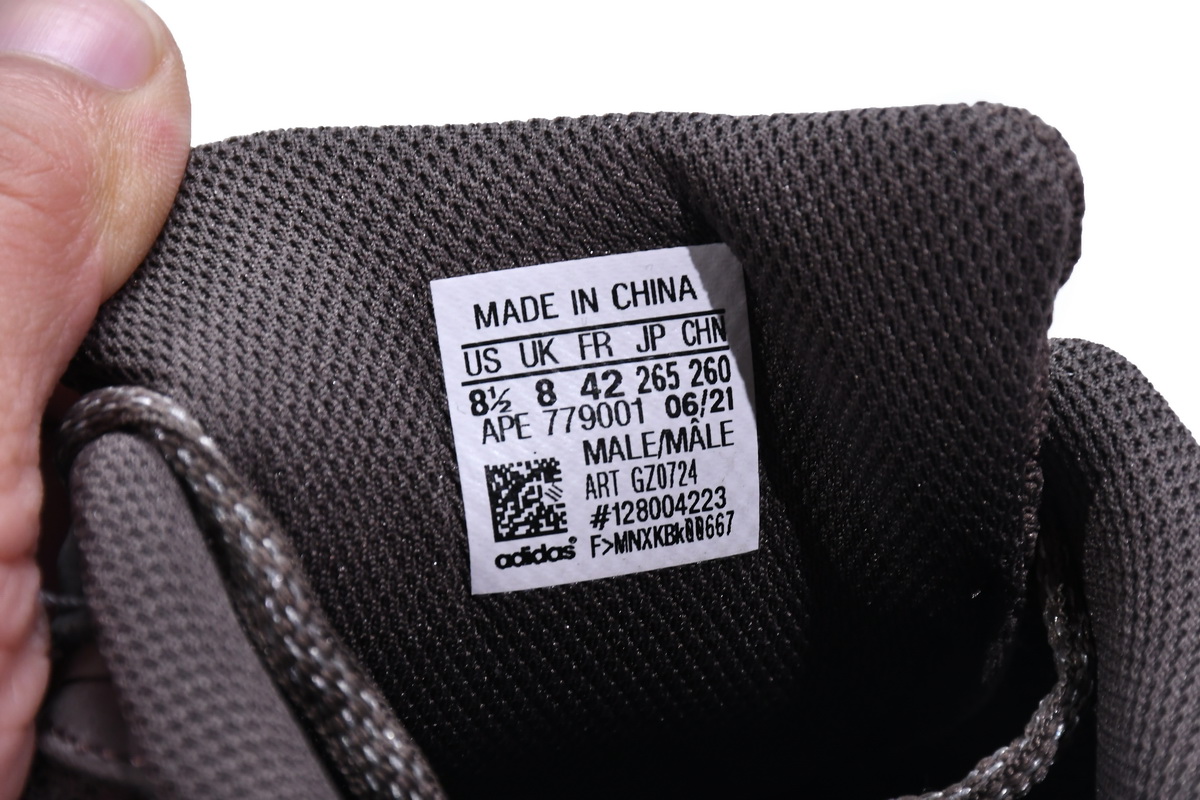 MADE IN CHINA
US UK FR JP CHN
8½ 8 42 265 260
APE 779001 06/21
MALE/MÂLE
ART GZ0724
#128004223
F>MNXKBk00667
adidas®